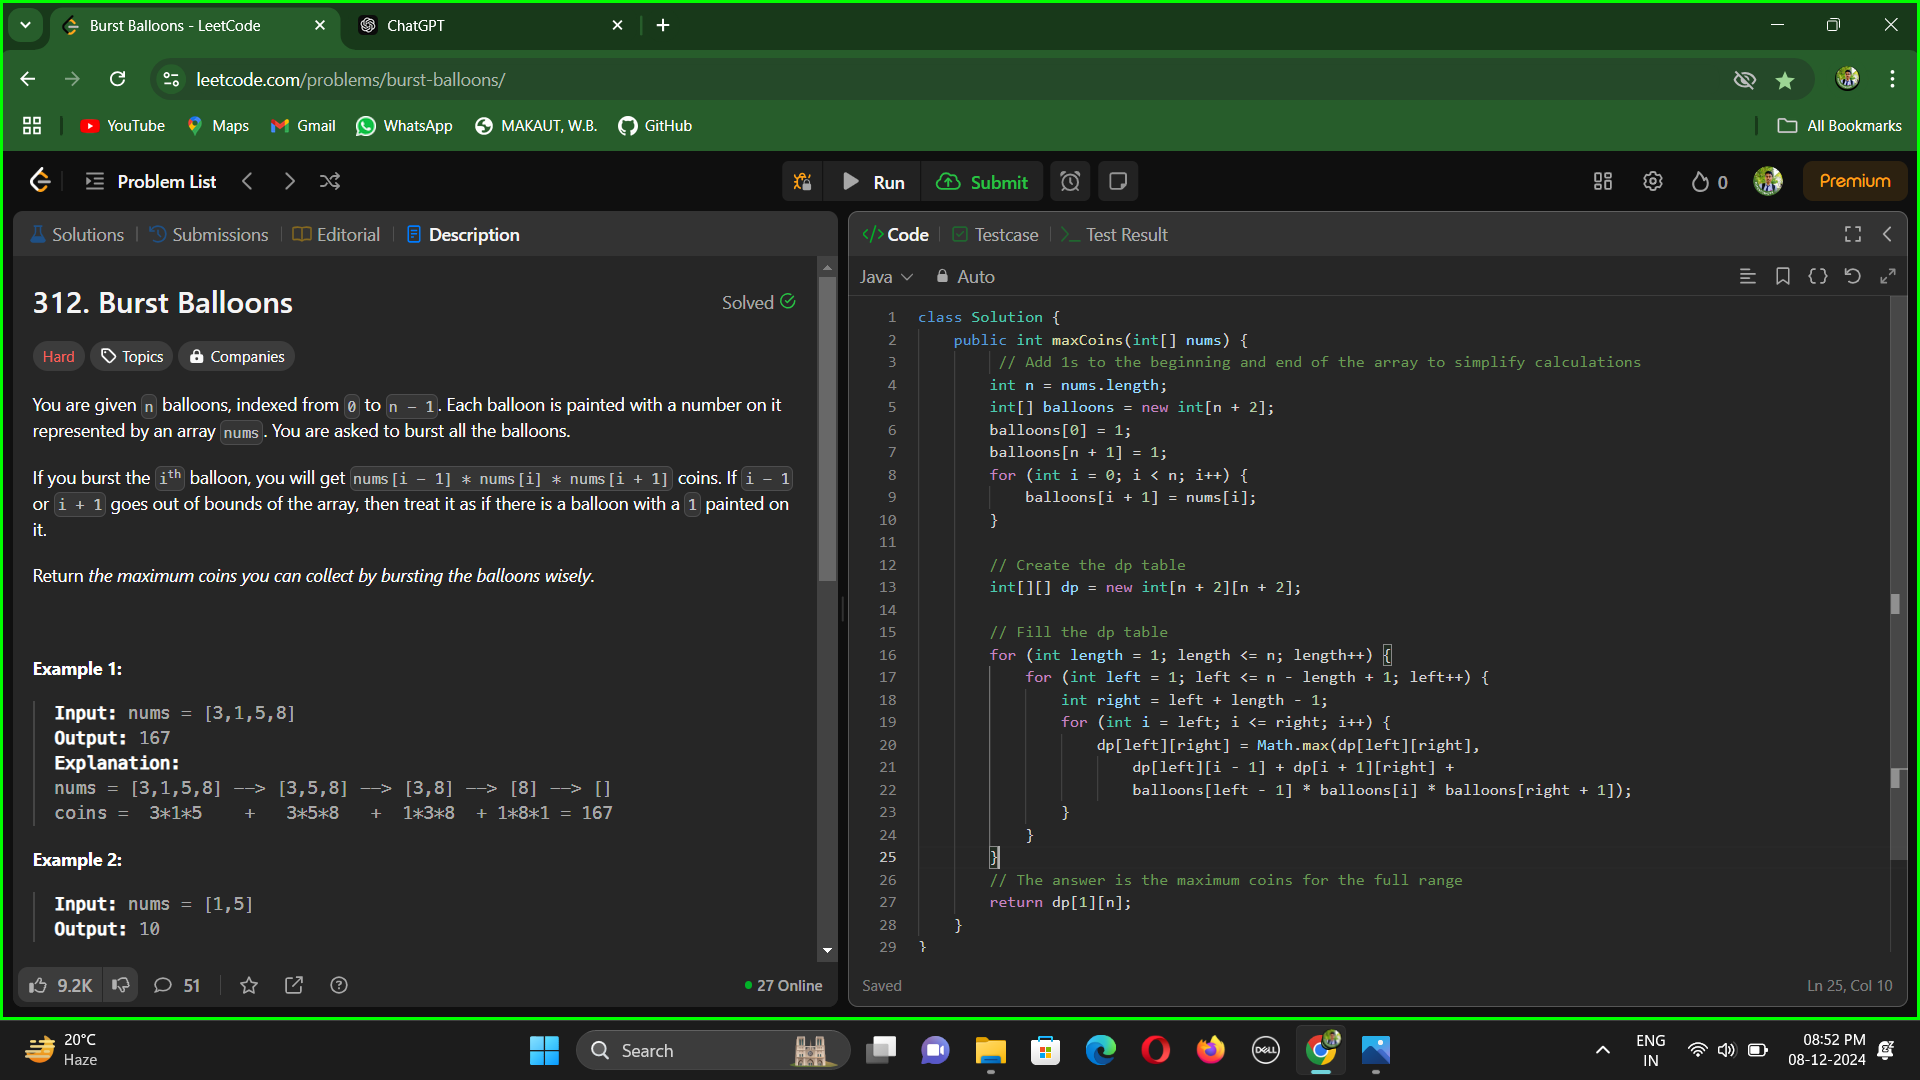 Burst Balloons - LeetCode
ChatGPT
leetcode.com/problems/burst-balloons/
YouTube
Maps
Gmail
WhatsApp
MAKAUT, W.B.
GitHub
All Bookmarks
Problem List
Run
Submit
0
Premium
Solutions
Submissions
Editorial
Description
312. Burst Balloons
Solved
Hard
Topics
Companies
You are given n balloons, indexed from 0 to n - 1. Each balloon is painted with a number on it
represented by an array nums. You are asked to burst all the balloons.
If you burst the ith balloon, you will get nums[i - 1] * nums[i] * nums[i + 1] coins. If i - 1
or i + 1 goes out of bounds of the array, then treat it as if there is a balloon with a 1 painted on
it.
Return the maximum coins you can collect by bursting the balloons wisely.
Example 1:
Input: nums = [3,1,5,8]
Output: 167
Explanation:
nums = [3,1,5,8] --> [3,5,8] --> [3,8] --> [8] --> []
coins =  3*1*5    +   3*5*8   +  1*3*8  + 1*8*1 = 167
Example 2:
Input: nums = [1,5]
Output: 10
9.2K
51
27 Online
Code
Testcase
Test Result
Java
Auto
1 class Solution {
2     public int maxCoins(int[] nums) {
3          // Add 1s to the beginning and end of the array to simplify calculations
4         int n = nums.length;
5         int[] balloons = new int[n + 2];
6         balloons[0] = 1;
7         balloons[n + 1] = 1;
8         for (int i = 0; i < n; i++) {
9             balloons[i + 1] = nums[i];
10         }
11
12         // Create the dp table
13         int[][] dp = new int[n + 2][n + 2];
14
15         // Fill the dp table
16         for (int length = 1; length <= n; length++) {
17             for (int left = 1; left <= n - length + 1; left++) {
18                 int right = left + length - 1;
19                 for (int i = left; i <= right; i++) {
20                     dp[left][right] = Math.max(dp[left][right],
21                         dp[left][i - 1] + dp[i + 1][right] +
22                         balloons[left - 1] * balloons[i] * balloons[right + 1]);
23                 }
24             }
25         }
26         // The answer is the maximum coins for the full range
27         return dp[1][n];
28     }
29 }
Saved
Ln 25, Col 10
20°C
Haze
Search
DELL
ENG
IN
08:52 PM
08-12-2024